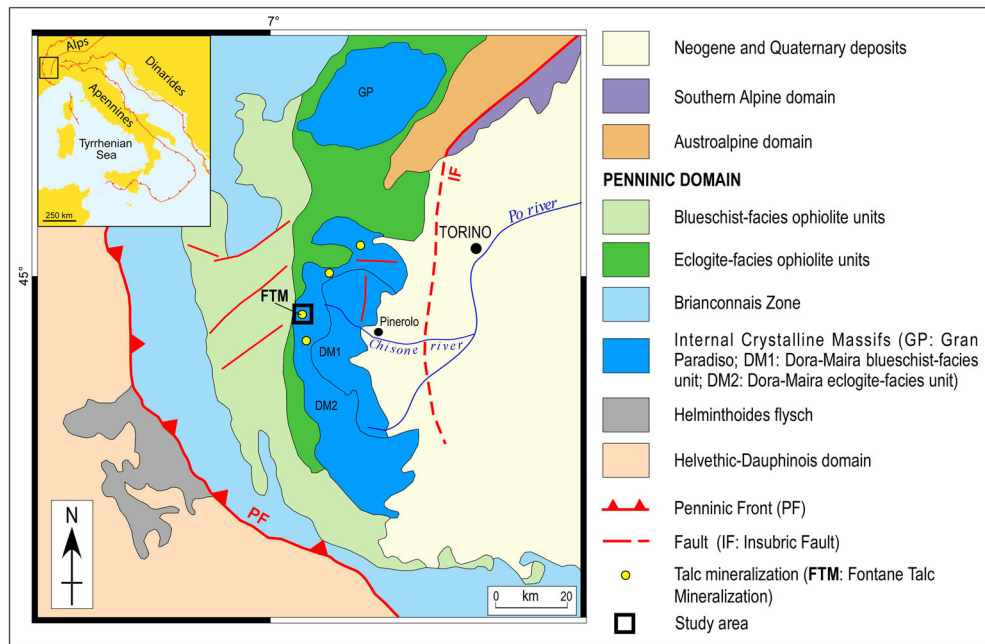 7°
45°
Alps
Dinarides
Apennines
Tyrrhenian
Sea
250 km
GP
IF
Po river
TORINO
FTM
Pinerolo
Chisone river
DM1
DM2
PF
N
0 km 20
Neogene and Quaternary deposits
Southern Alpine domain
Austroalpine domain
PENNINIC DOMAIN
Blueschist-facies ophiolite units
Eclogite-facies ophiolite units
Brianconnais Zone
Internal Crystalline Massifs (GP: Gran
Paradiso; DM1: Dora-Maira blueschist-facies
unit; DM2: Dora-Maira eclogite-facies unit)
Helminthoides flysch
Helvethic-Dauphinois domain
Penninic Front (PF)
Fault (IF: Insubric Fault)
Talc mineralization (FTM: Fontane Talc
Mineralization)
Study area